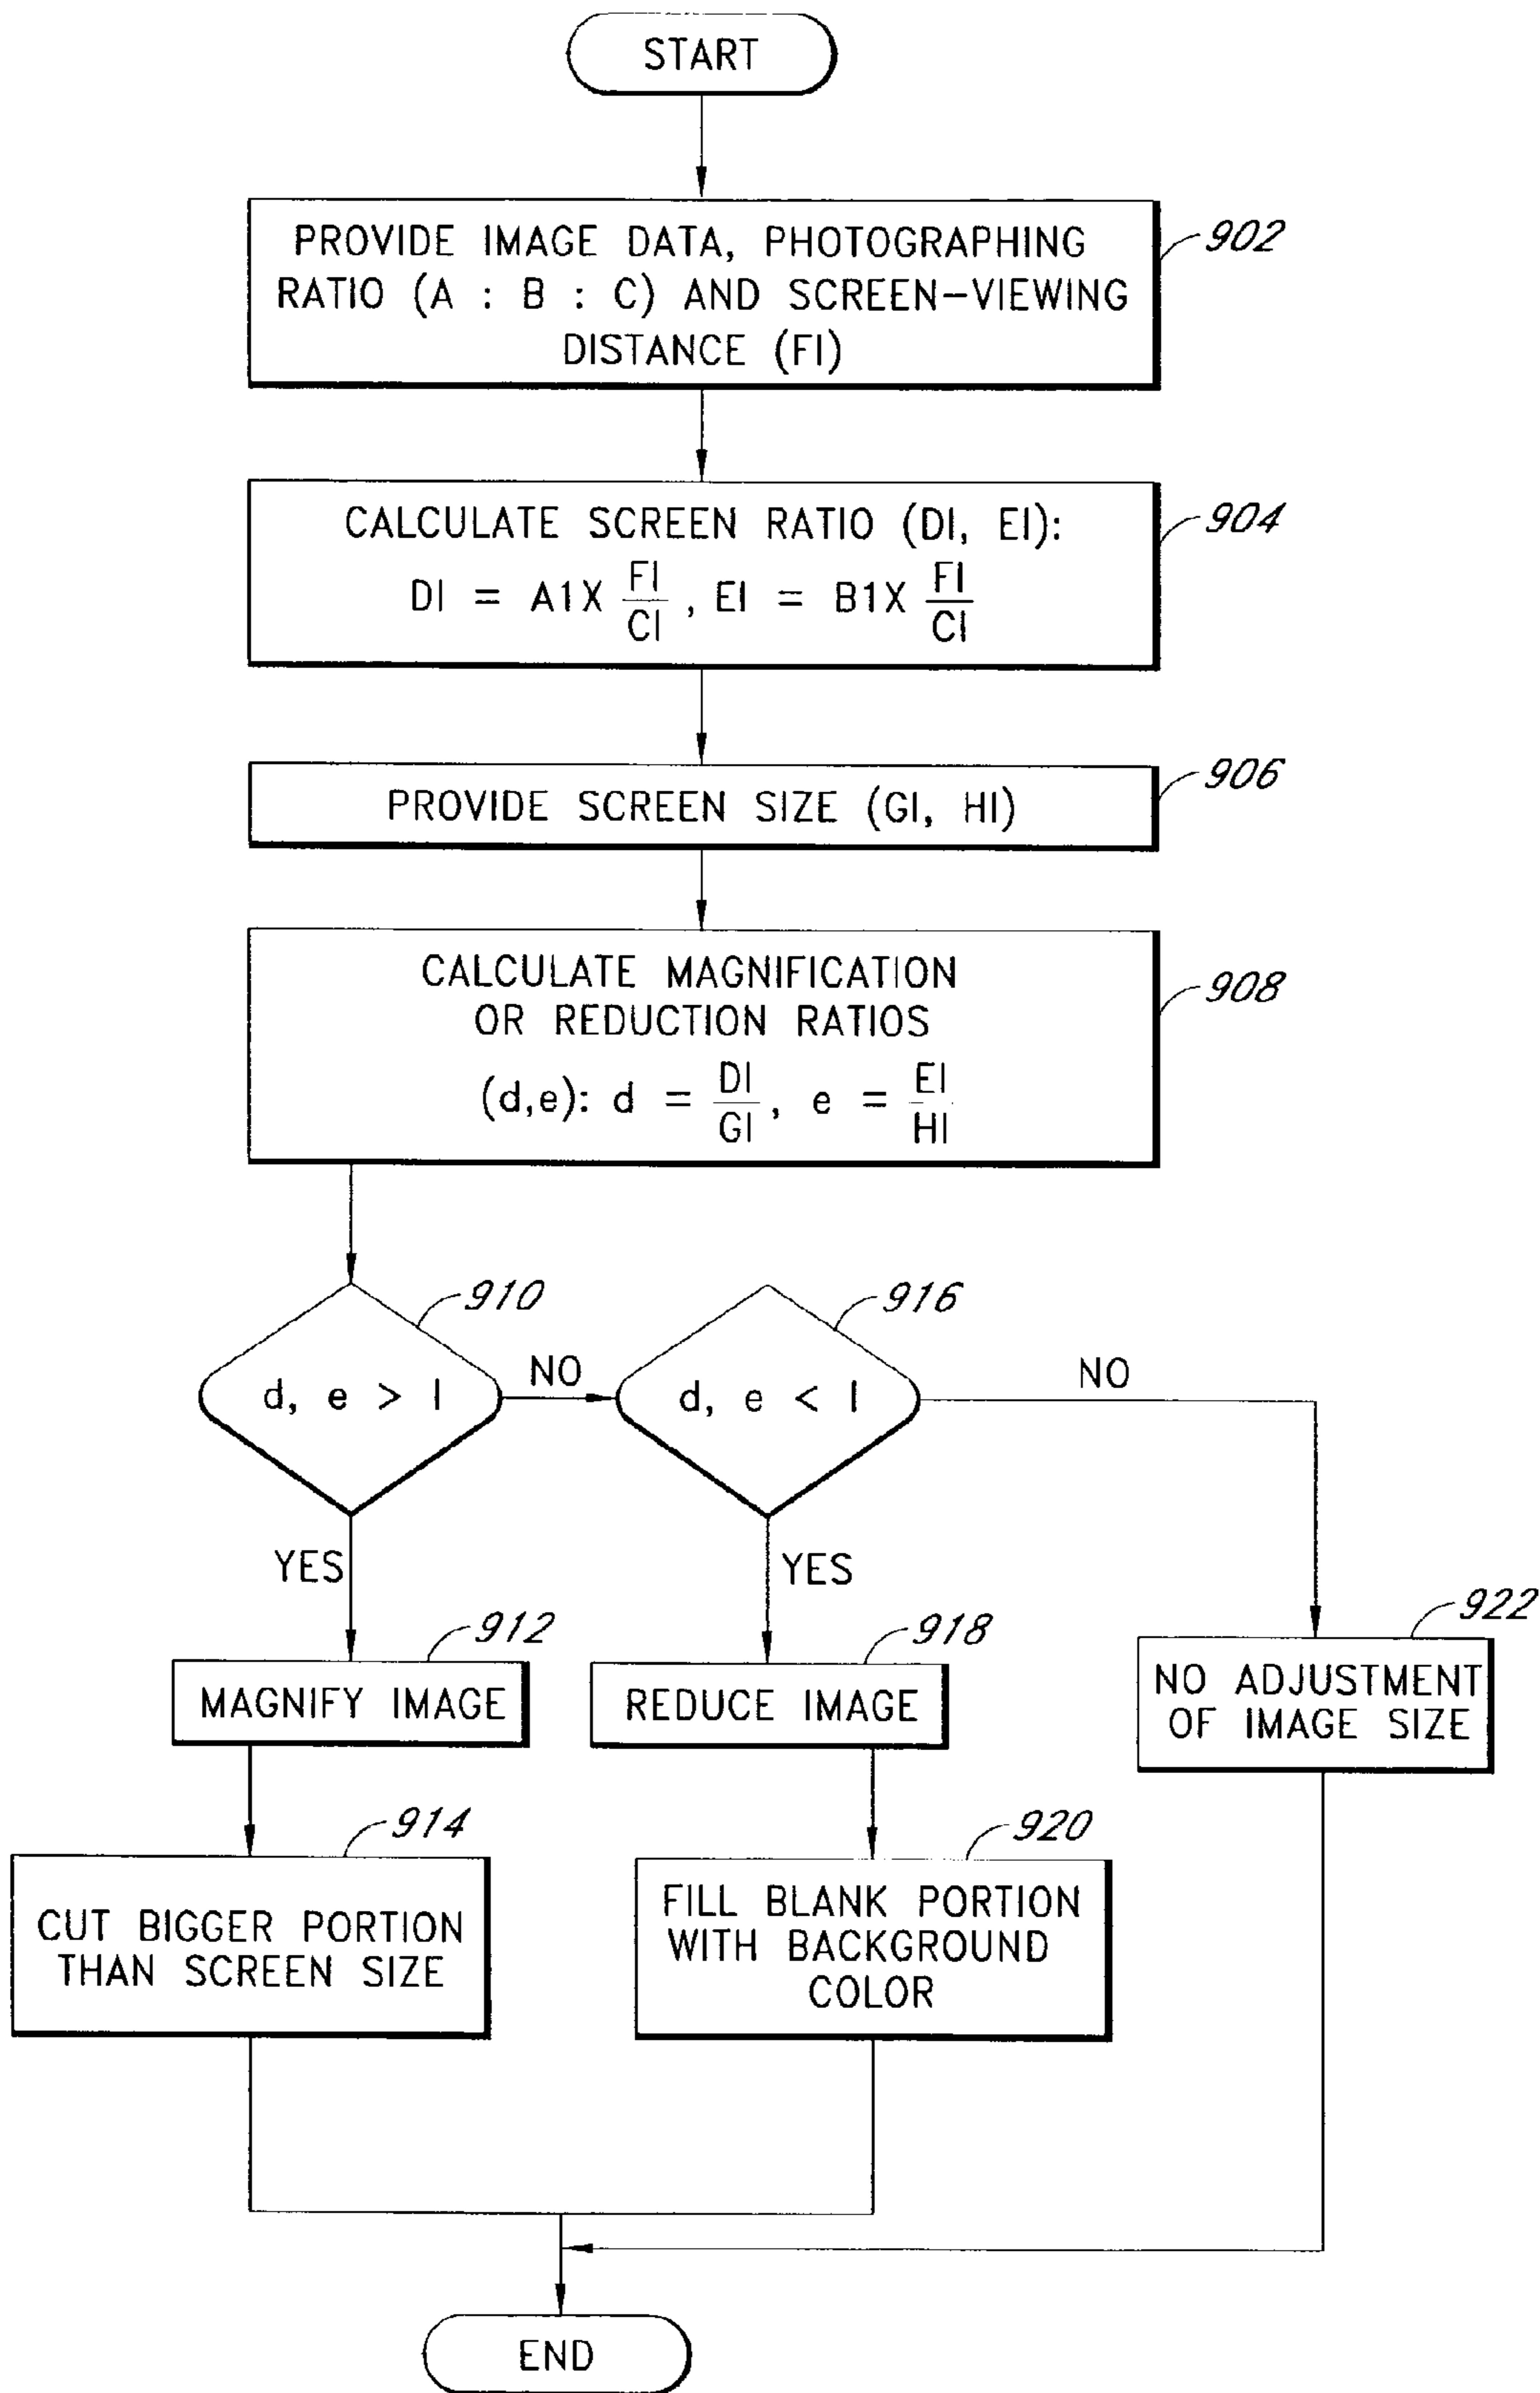 START
PROVIDE IMAGE DATA, PHOTOGRAPHING
RATIO (A : B : C) AND SCREEN-VIEWING
DISTANCE (FI)
902
CALCULATE SCREEN RATIO (DI, EI):
DI = A1X FI/CI, EI = B1X FI/CI
904
PROVIDE SCREEN SIZE (GI, HI)
906
CALCULATE MAGNIFICATION
OR REDUCTION RATIOS
(d,e): d = DI/GI, e = EI/HI
908
910
d, e > I
NO
916
d, e < I
NO
YES
YES
912
MAGNIFY IMAGE
918
REDUCE IMAGE
922
NO ADJUSTMENT
OF IMAGE SIZE
914
CUT BIGGER PORTION
THAN SCREEN SIZE
920
FILL BLANK PORTION
WITH BACKGROUND
COLOR
END